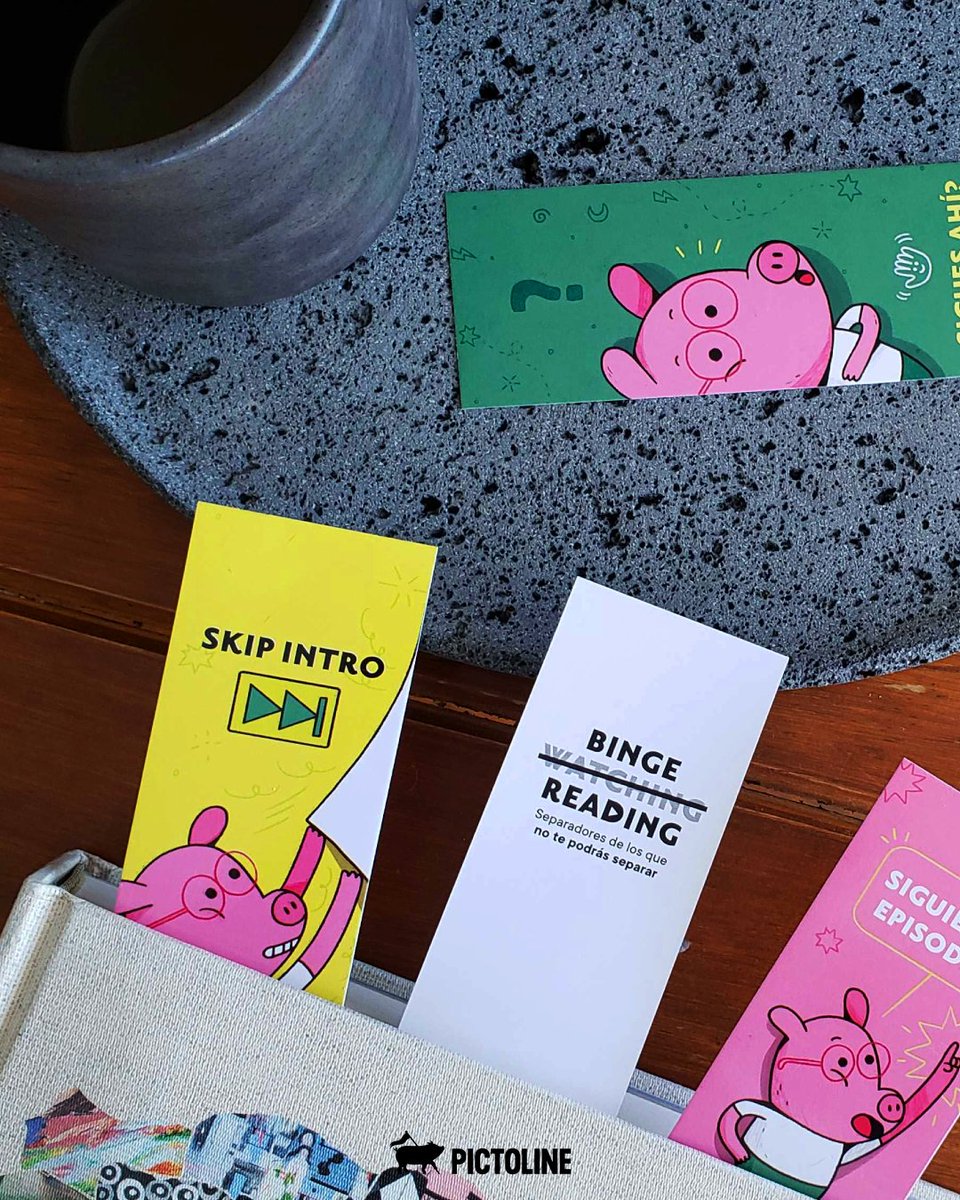 ¿SIGUES AHÍ?
?
SKIP INTRO
BINGE
WATCHING
READING
Separadores de los que
no te podrás separar
PICTOLINE